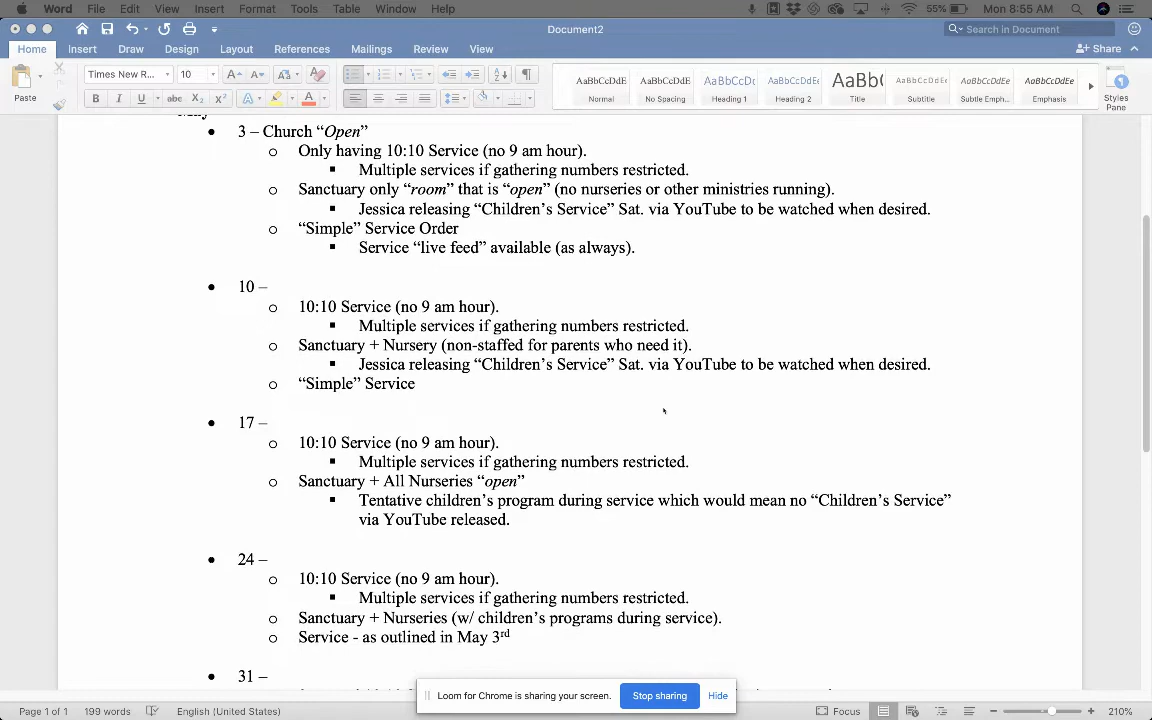 Word File Edit View Insert Format Tools Table Window Help 55% Mon 8:55 AM
Document2 Search in Document
Home Insert Draw Design Layout References Mailings Review View Share
Paste Times New R... 10 AaBbCcDdE AaBbCcDdE AaBbCcDc AaBbCcDdEe AaBb( AaBbCcDdEe AaBbCcDdEe AaBbCcDdEe
B I U abc X₂ X² Normal No Spacing Heading 1 Heading 2 Title Subtitle Subtle Emph... Emphasis Styles Pane
• 3 – Church “Open”
o Only having 10:10 Service (no 9 am hour).
▪ Multiple services if gathering numbers restricted.
o Sanctuary only “room” that is “open” (no nurseries or other ministries running).
▪ Jessica releasing “Children’s Service” Sat. via YouTube to be watched when desired.
o “Simple” Service Order
▪ Service “live feed” available (as always).
• 10 –
o 10:10 Service (no 9 am hour).
▪ Multiple services if gathering numbers restricted.
o Sanctuary + Nursery (non-staffed for parents who need it).
▪ Jessica releasing “Children’s Service” Sat. via YouTube to be watched when desired.
o “Simple” Service
• 17 –
o 10:10 Service (no 9 am hour).
▪ Multiple services if gathering numbers restricted.
o Sanctuary + All Nurseries “open”
▪ Tentative children’s program during service which would mean no “Children’s Service”
via YouTube released.
• 24 –
o 10:10 Service (no 9 am hour).
▪ Multiple services if gathering numbers restricted.
o Sanctuary + Nurseries (w/ children’s programs during service).
o Service - as outlined in May 3rd
• 31 –
Loom for Chrome is sharing your screen. Stop sharing Hide
Page 1 of 1 199 words English (United States) Focus 210%